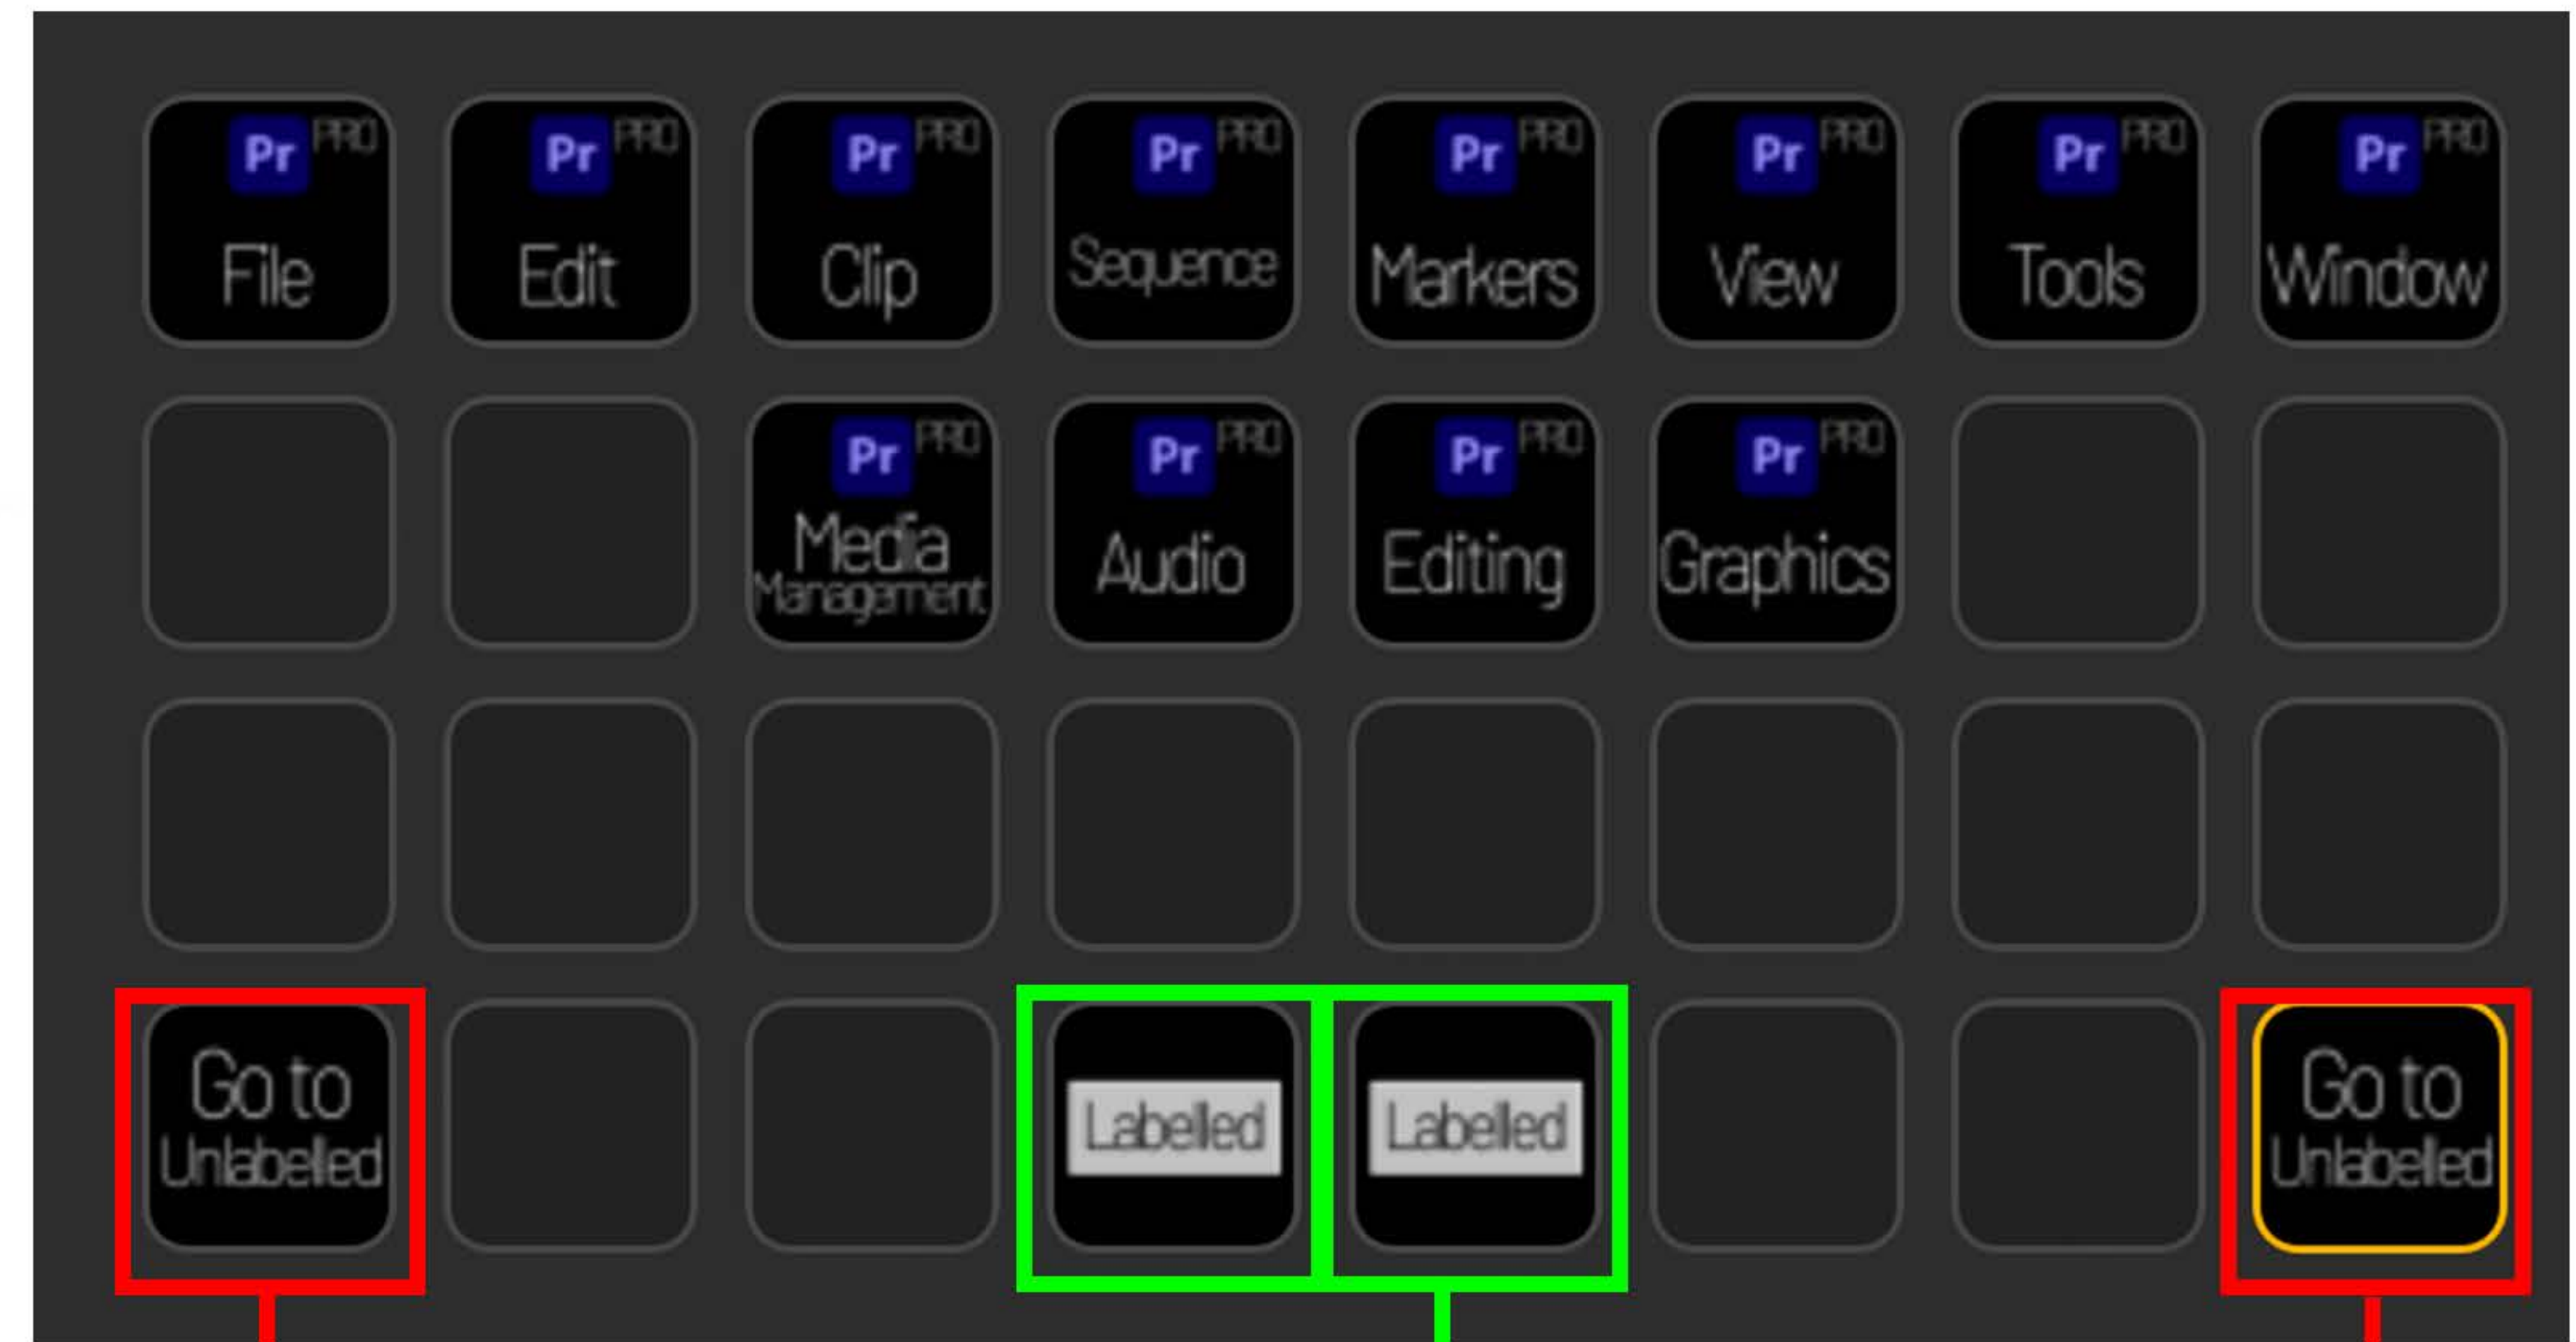 Pr PRO Pr PRO Pr PRO Pr PRO Pr PRO Pr PRO Pr PRO Pr PRO
File Edit Clip Sequence Markers View Tools Window
Pr PRO Pr PRO Pr PRO Pr PRO
Media Management Audio Editing Graphics
Go to
Unlabelled
Labelled
Labelled
Go to
Unlabelled